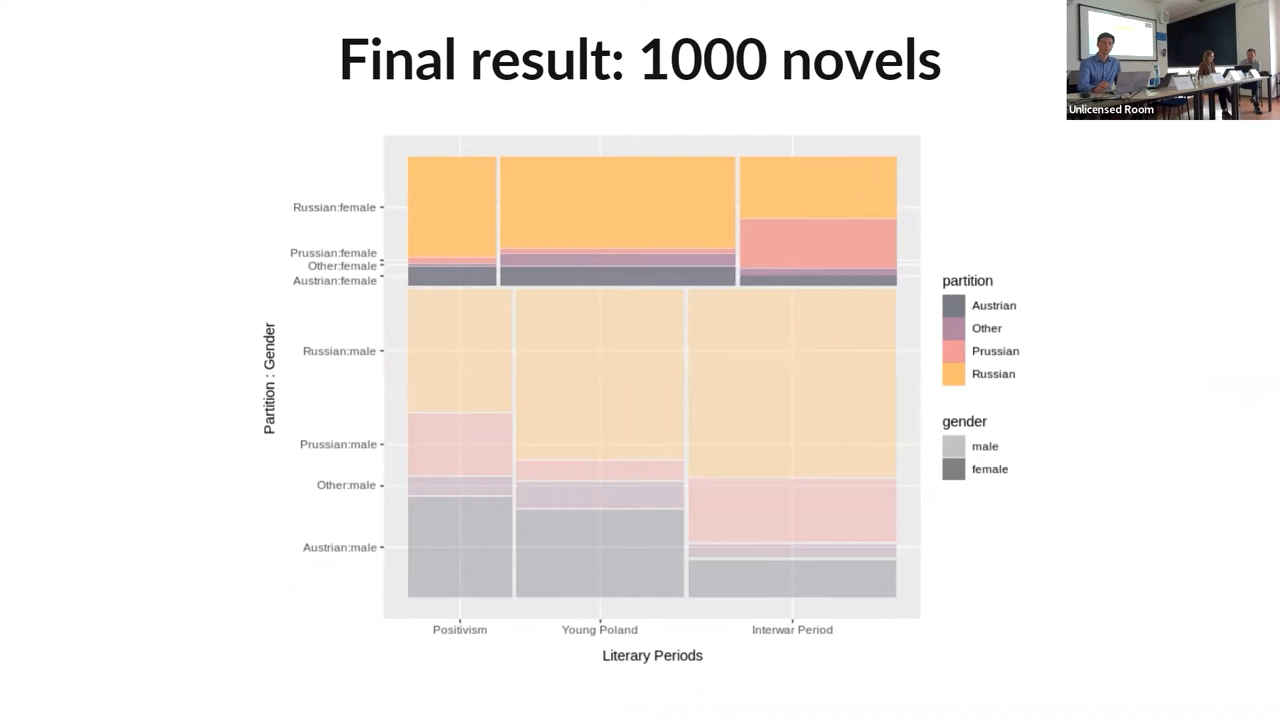 Final result: 1000 novels
Unlicensed Room
Russian:female
Prussian:female
Other:female
Austrian:female
Russian:male
Prussian:male
Other:male
Austrian:male
Partition : Gender
Positivism
Young Poland
Interwar Period
Literary Periods
partition
Austrian
Other
Prussian
Russian
gender
male
female